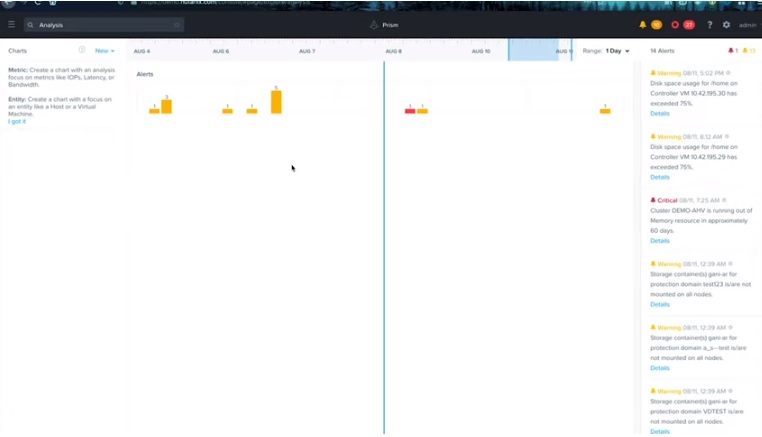 Analysis
Prism
10
27
?
admin
Charts
New
AUG 4
AUG 6
AUG 7
AUG 8
AUG 10
AUG 11
Range: 1 Day
14 Alerts
1
13
Metric: Create a chart with an analysis
focus on metrics like IOPs, Latency, or
Bandwidth.
Entity: Create a chart with a focus on
an entity like a Host or a Virtual
Machine.
I got it
Alerts
1
3
1
1
5
1
1
1
Warning 08/11, 5:02 PM
Disk space usage for /home on
Controller VM 10.42.195.30 has
exceeded 75%.
Details
Warning 08/11, 8:12 AM
Disk space usage for /home on
Controller VM 10.42.195.29 has
exceeded 75%.
Details
Critical 08/11, 7:25 AM
Cluster DEMO-AHV is running out of
Memory resource in approximately
60 days.
Details
Warning 08/11, 12:39 AM
Storage container(s) gani-ar for
protection domain test123 is/are not
mounted on all nodes.
Details
Warning 08/11, 12:39 AM
Storage container(s) gani-ar for
protection domain a_s--test is/are
not mounted on all nodes.
Details
Warning 08/11, 12:39 AM
Storage container(s) gani-ar for
protection domain VDTEST is/are
not mounted on all nodes.
Details